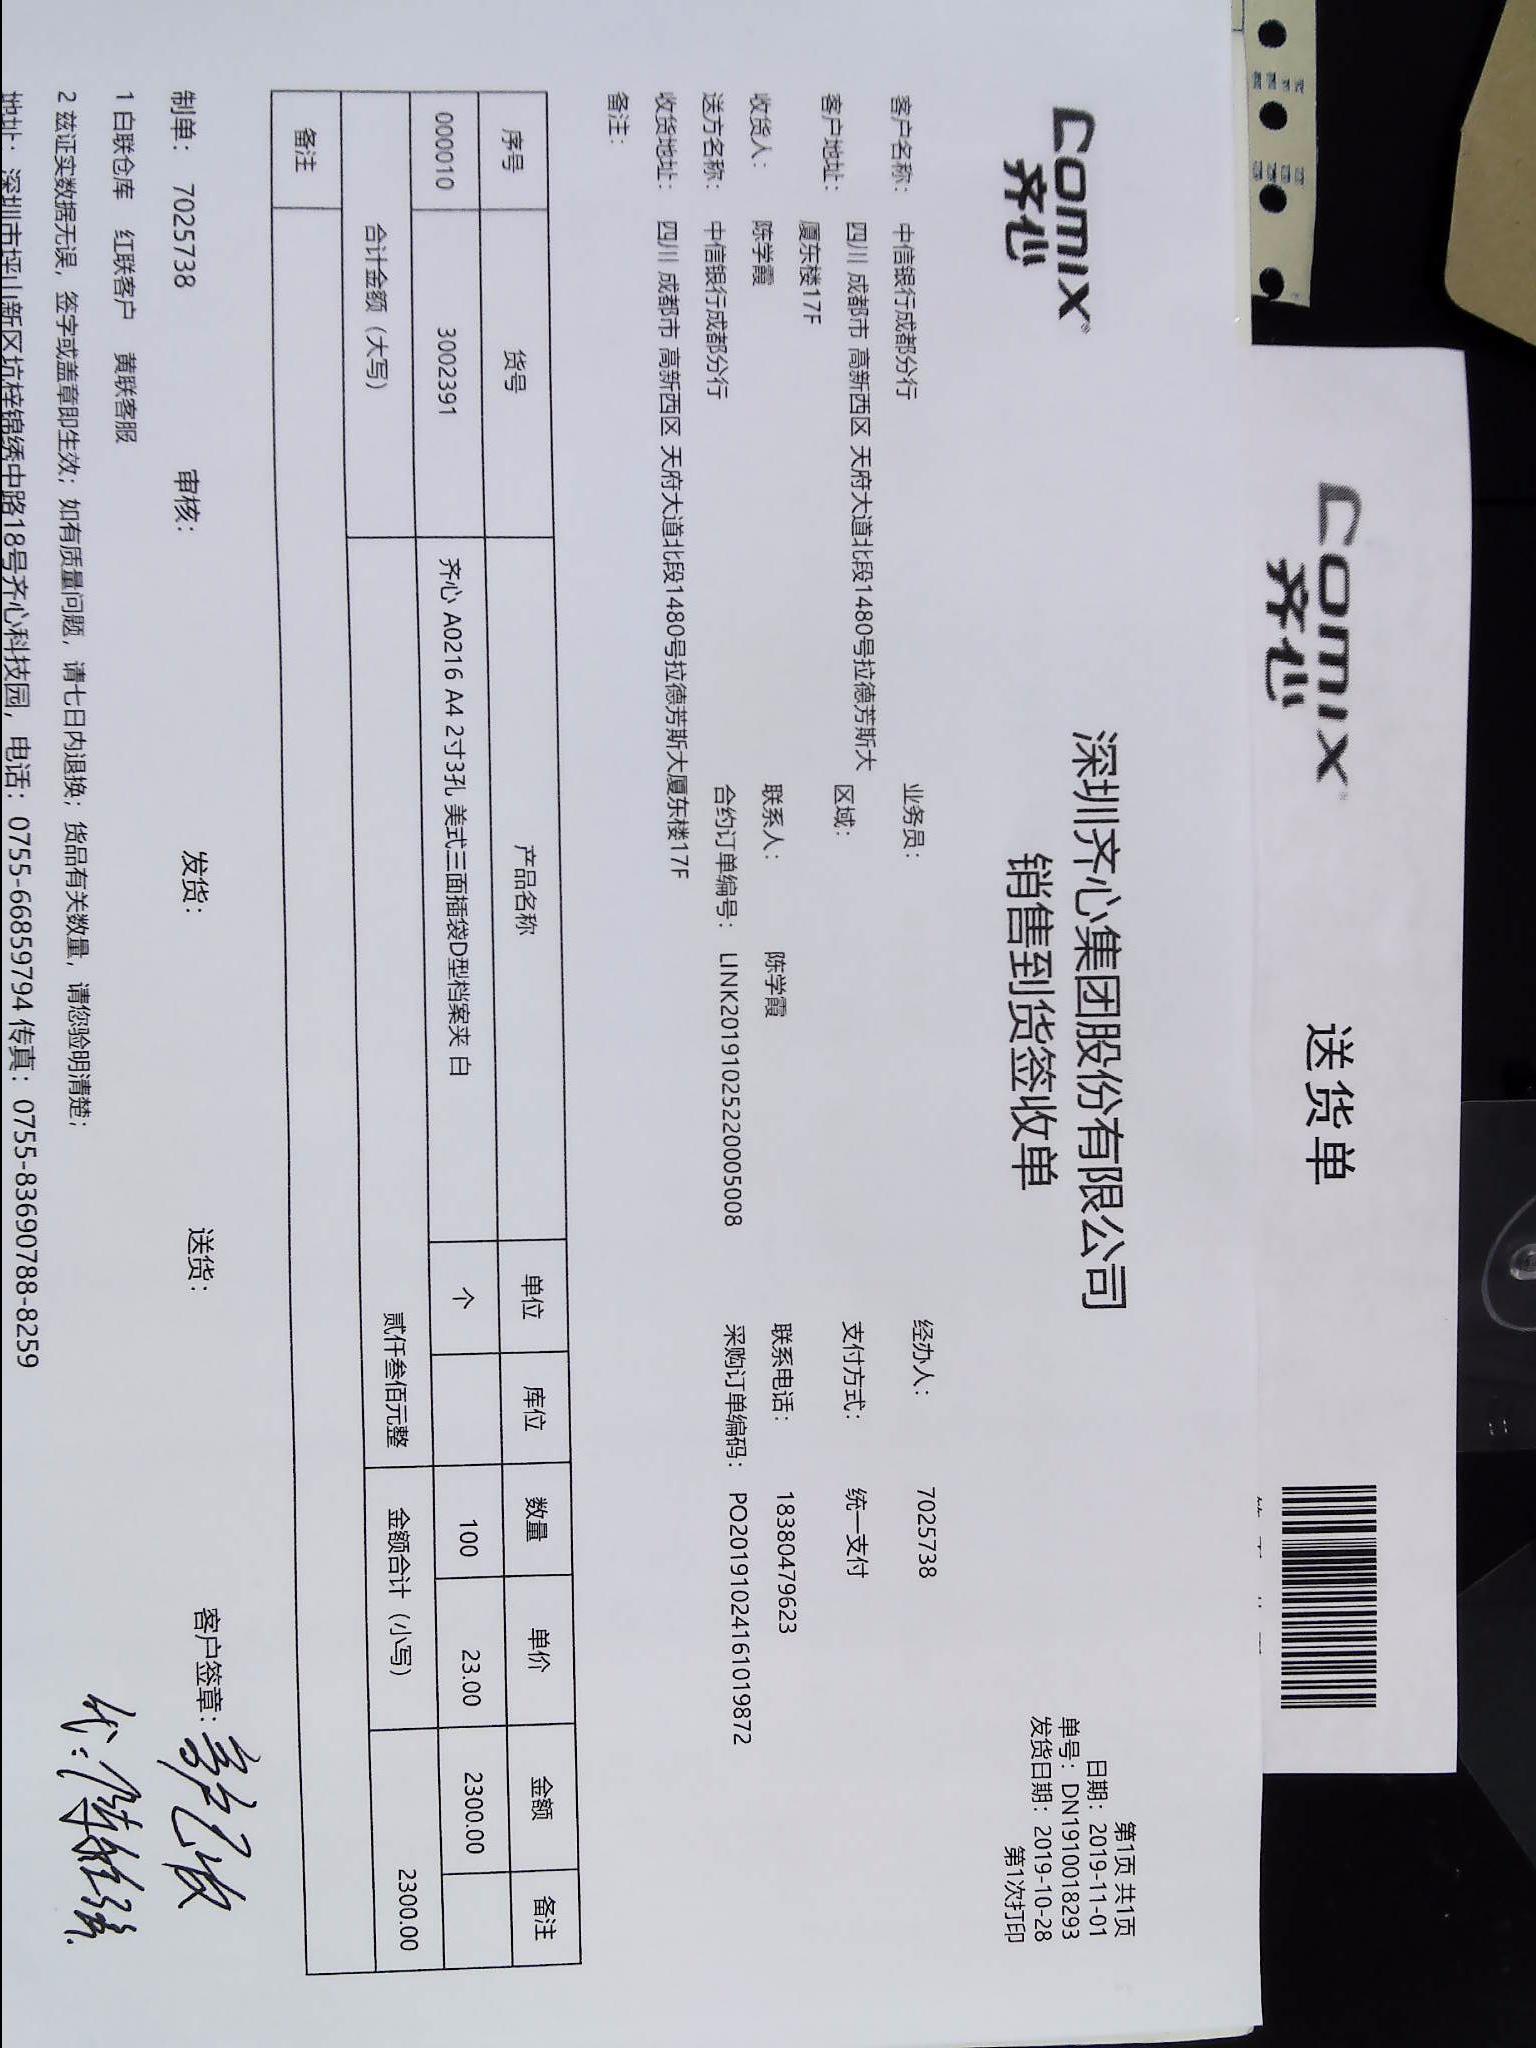 comix
齐心
送货单
comix
齐心
深圳齐心集团股份有限公司
销售到货签收单
第1页 共1页
日期：2019-11-01
单号：DN1910018293
发货日期：2019-10-28
第1次打印
客户名称： 中信银行成都分行 业务员： 经办人： 7025738
客户地址： 四川 成都市 高新西区 天府大道北段1480号拉德芳斯大 区域： 支付方式： 统一支付
厦东楼17F
收货人： 陈学霞 联系人： 陈学霞 联系电话： 18380479623
送方名称： 中信银行成都分行 合约订单编号： LINK20191025220005008 采购订单编码： PO2019102416101​9872
收货地址： 四川 成都市 高新西区 天府大道北段1480号拉德芳斯大厦东楼17F
备注：
序号 货号 产品名称 单位 库位 数量 单价 金额 备注
000010 3002391 齐心 A0216 A4 2寸3孔 美式三面插袋D型档案夹 白 个 100 23.00 2300.00
合计金额（大写） 贰仟叁佰元整 金额合计（小写） 2300.00
备注
制单： 7025738 审核： 发货： 送货： 客户签章：
1 白联仓库 红联客户 黄联客服
2 兹证实数据无误，签字或盖章即生效；如有质量问题，请七日内退换；货品有关数量，请您验明清楚；
地址：深圳市坪山新区坑梓锦绣中路18号齐心科技园，电话：0755-66859794 传真：0755-83690788-8259